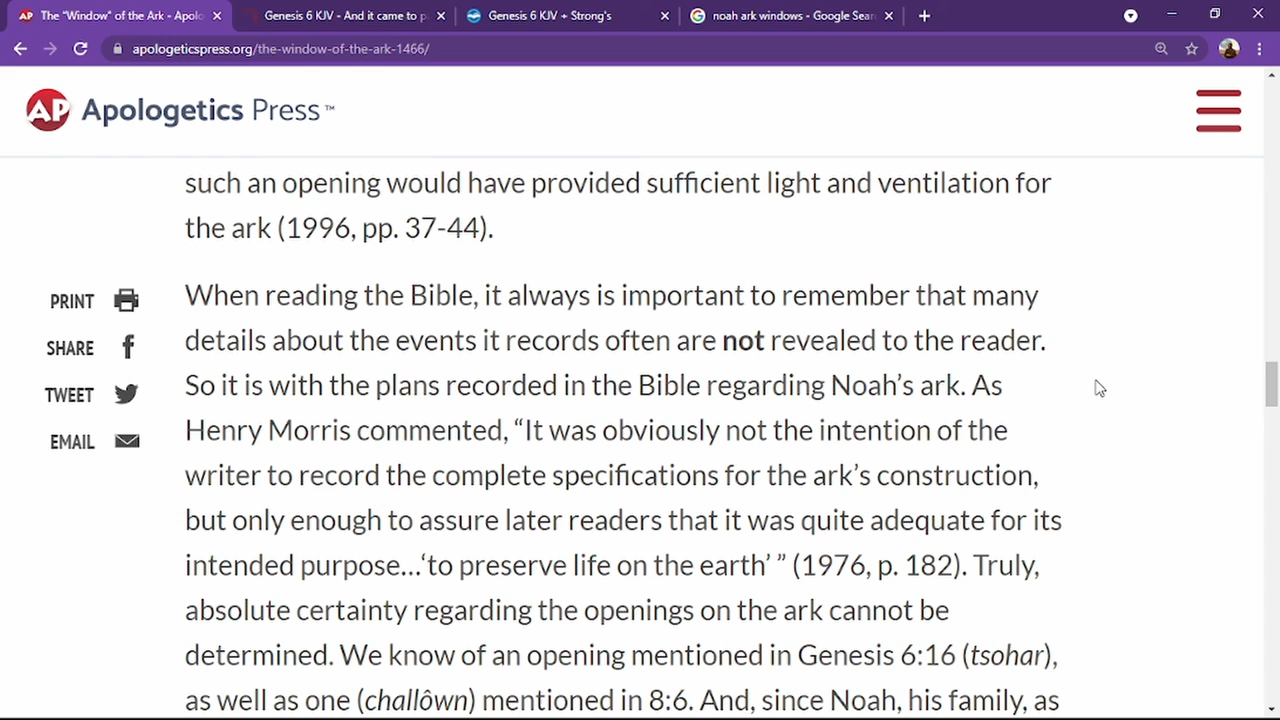 The "Window" of the Ark - Apolo
Genesis 6 KJV - And it came to p
Genesis 6 KJV + Strong's
noah ark windows - Google Sear
apologeticspress.org/the-window-of-the-ark-1466/
AP Apologetics Press™
such an opening would have provided sufficient light and ventilation for
the ark (1996, pp. 37-44).
PRINT
SHARE
TWEET
EMAIL
When reading the Bible, it always is important to remember that many
details about the events it records often are not revealed to the reader.
So it is with the plans recorded in the Bible regarding Noah's ark. As
Henry Morris commented, “It was obviously not the intention of the
writer to record the complete specifications for the ark's construction,
but only enough to assure later readers that it was quite adequate for its
intended purpose…‘to preserve life on the earth’ ” (1976, p. 182). Truly,
absolute certainty regarding the openings on the ark cannot be
determined. We know of an opening mentioned in Genesis 6:16 (tsohar),
as well as one (challôwn) mentioned in 8:6. And, since Noah, his family, as